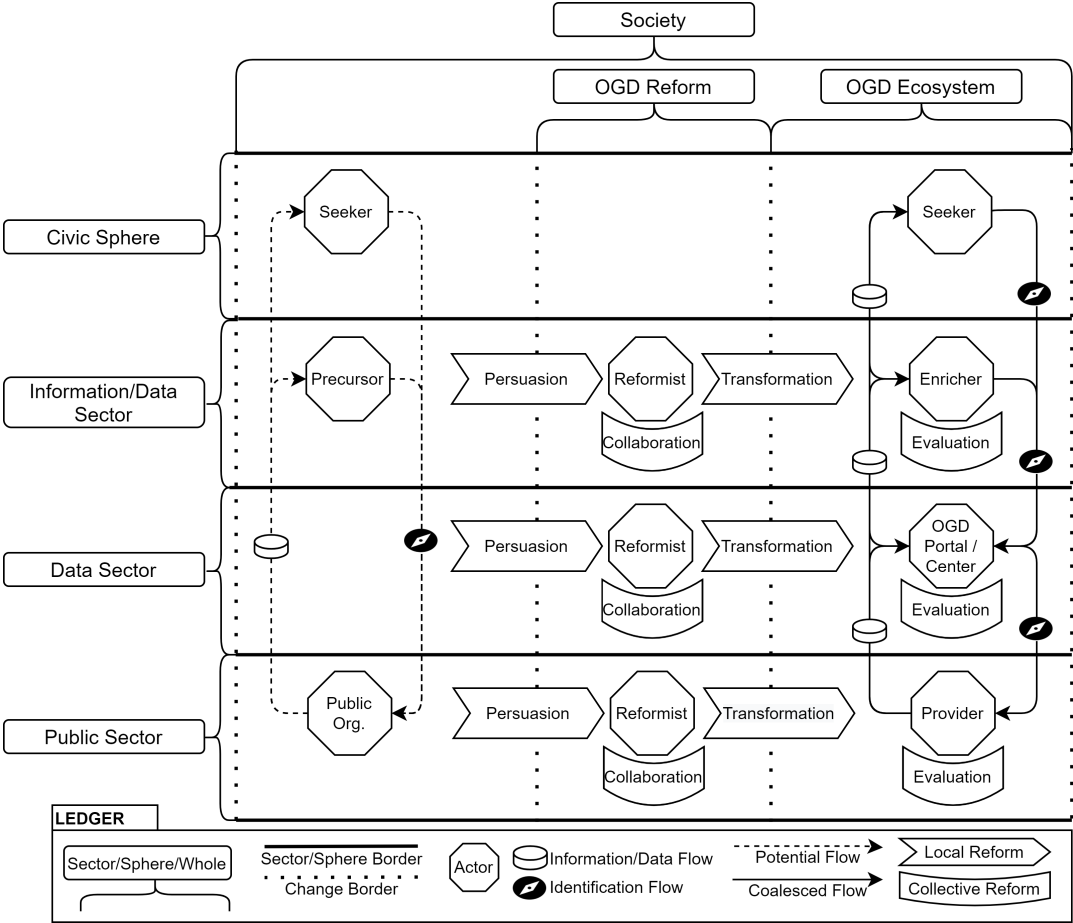 Society
OGD Reform
OGD Ecosystem
Civic Sphere
Seeker
Seeker
Information/Data
Sector
Precursor
Persuasion
Reformist
Transformation
Collaboration
Enricher
Evaluation
Data Sector
Persuasion
Reformist
Transformation
Collaboration
OGD
Portal /
Center
Evaluation
Public Sector
Public
Org.
Persuasion
Reformist
Transformation
Collaboration
Provider
Evaluation
LEDGER
Sector/Sphere/Whole
Sector/Sphere Border
Change Border
Actor
Information/Data Flow
Identification Flow
Potential Flow
Coalesced Flow
Local Reform
Collective Reform